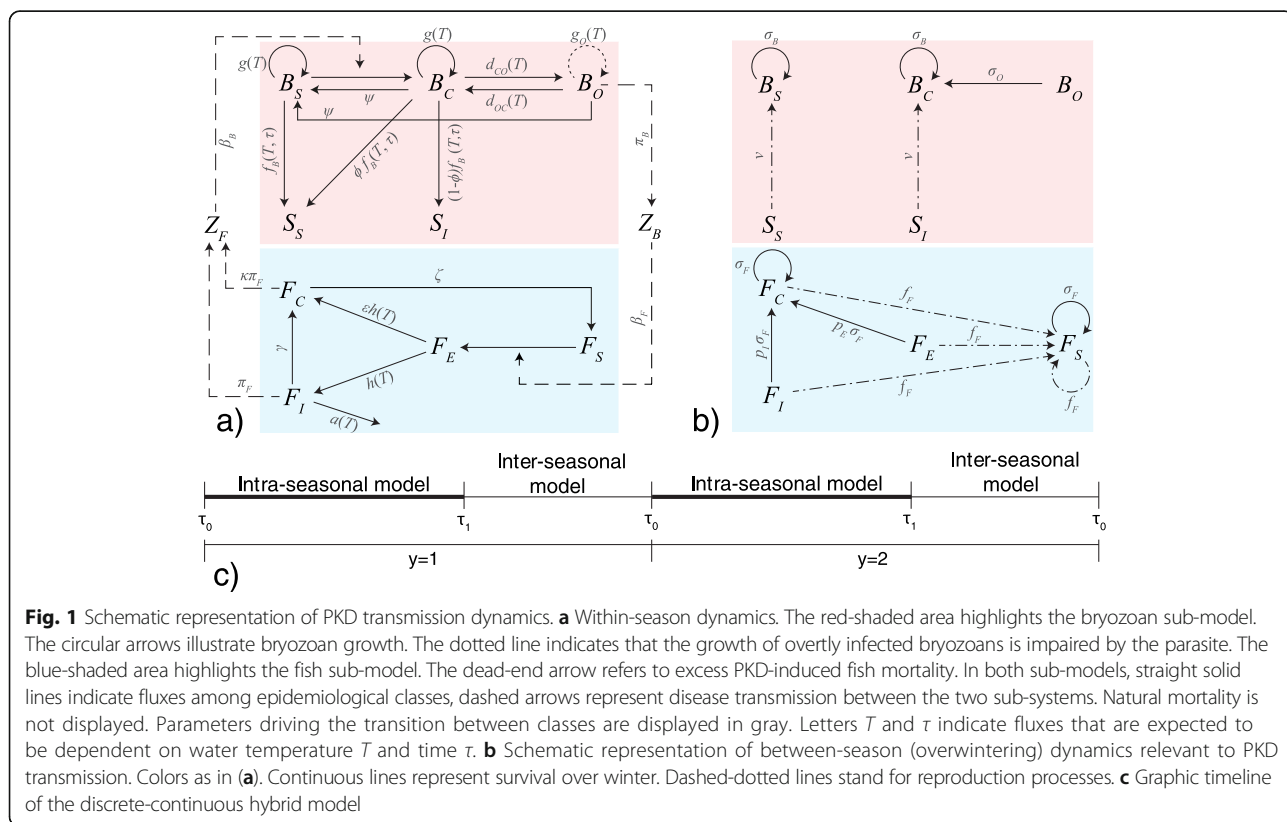 g(T)
g(T)
g_O(T)
B_S
B_C
B_O
d_CO(T)
ψ
d_OC(T)
ψ
β_B
f_B(T, τ)
ϕ f_B(T, τ)
(1-ϕ)f_B (T,τ)
π_B
Z_F
S_S
S_I
Z_B
κπ_F
F_C
ζ
εh(T)
γ
F_E
F_S
β_F
h(T)
π_F
F_I
a(T)
a)
σ_B
σ_B
B_S
B_C
σ_O
B_O
ν
ν
S_S
S_I
σ_F
F_C
f_F
σ_F
p_E σ_F
p_I σ_F
F_E
f_F
F_S
F_I
f_F
f_F
b)
Intra-seasonal model
Inter-seasonal
model
Intra-seasonal model
Inter-seasonal
model
τ_0
τ_1
τ_0
τ_1
τ_0
y=1
y=2
c)
Fig. 1 Schematic representation of PKD transmission dynamics. a Within-season dynamics. The red-shaded area highlights the bryozoan sub-model.
The circular arrows illustrate bryozoan growth. The dotted line indicates that the growth of overtly infected bryozoans is impaired by the parasite. The
blue-shaded area highlights the fish sub-model. The dead-end arrow refers to excess PKD-induced fish mortality. In both sub-models, straight solid
lines indicate fluxes among epidemiological classes, dashed arrows represent disease transmission between the two sub-systems. Natural mortality is
not displayed. Parameters driving the transition between classes are displayed in gray. Letters T and τ indicate fluxes that are expected to
be dependent on water temperature T and time τ. b Schematic representation of between-season (overwintering) dynamics relevant to PKD
transmission. Colors as in (a). Continuous lines represent survival over winter. Dashed-dotted lines stand for reproduction processes. c Graphic timeline
of the discrete-continuous hybrid model